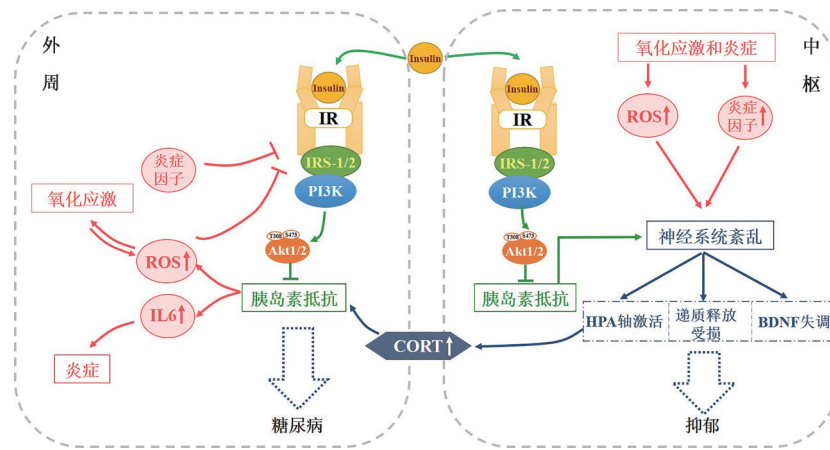 外
周
Insulin
Insulin
IR
IRS-1/2
PI3K
T308
S473
Akt1/2
炎症
因子
氧化应激
ROS
IL6
炎症
胰岛素抵抗
糖尿病
CORT
Insulin
IR
IRS-1/2
PI3K
T308
S473
Akt1/2
胰岛素抵抗
氧化应激和炎症
中
枢
ROS
炎症
因子
神经系统紊乱
HPA轴激活
递质释放
受损
BDNF失调
抑郁